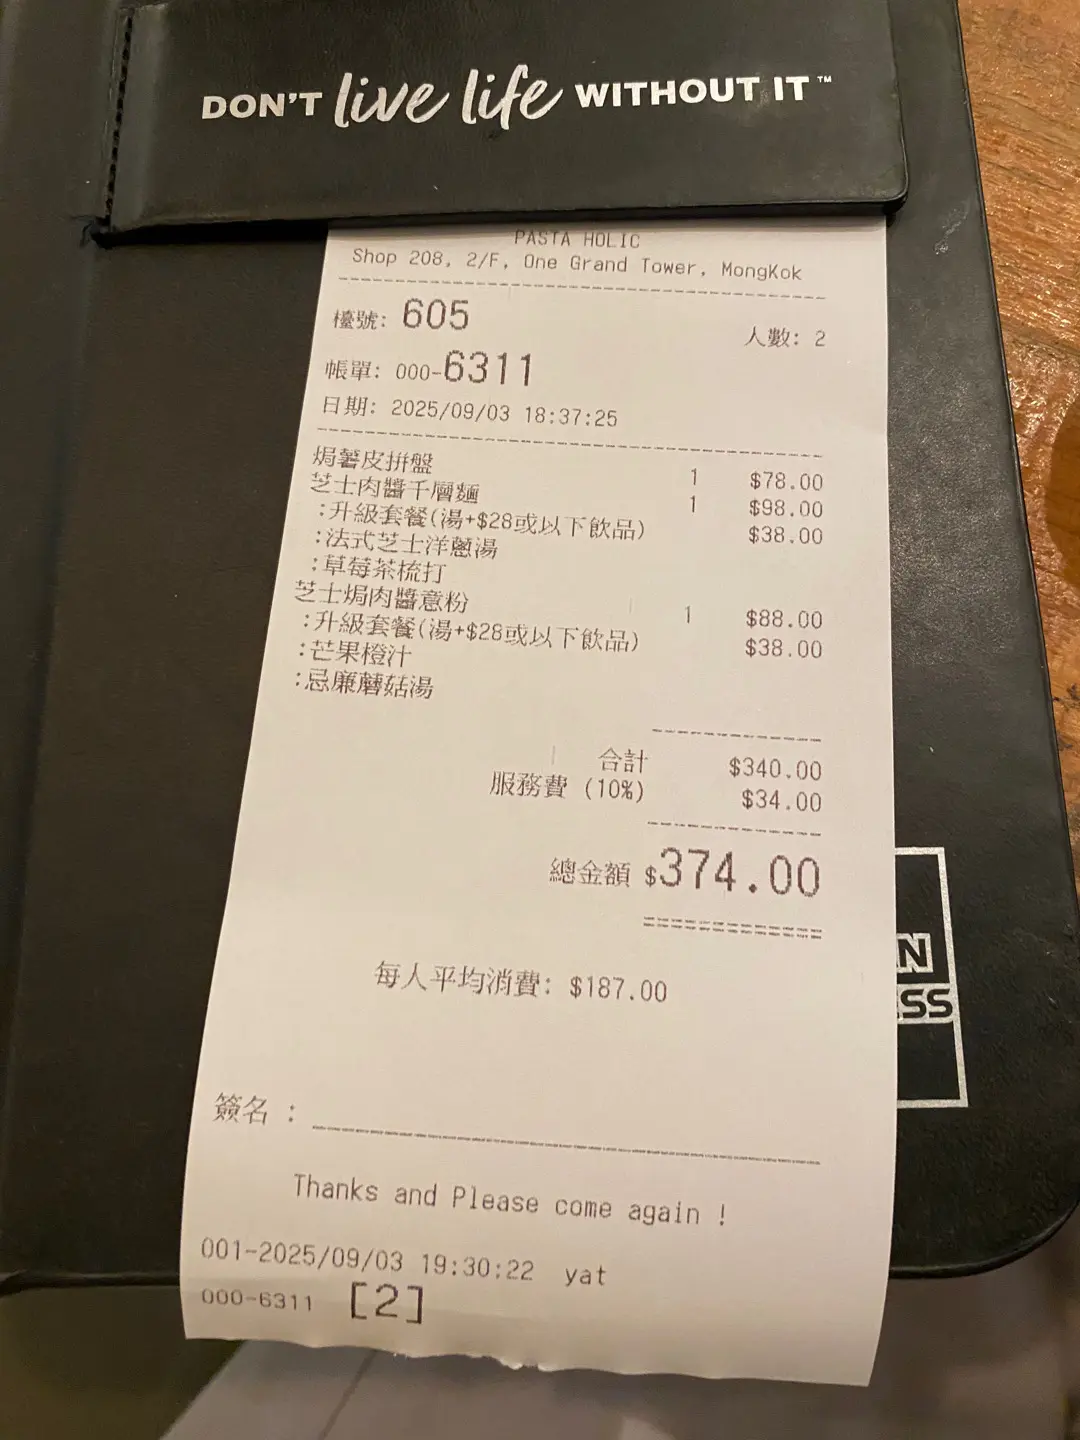 DON'T live life WITHOUT IT™
PASTA HOLIC
Shop 208, 2/F, One Grand Tower, MongKok
檯號: 605 人數: 2
帳單: 000-6311
日期: 2025/09/03 18:37:25
焗薯皮拼盤 1 $78.00
芝士肉醬千層麵 1 $98.00
:升級套餐(湯+$28或以下飲品) $38.00
:法式芝士洋蔥湯
:草莓茶梳打
芝士焗肉醬意粉 1 $88.00
:升級套餐(湯+$28或以下飲品) $38.00
:芒果橙汁
:忌廉蘑菇湯
合計 $340.00
服務費 (10%) $34.00
總金額 $374.00
每人平均消費: $187.00
簽名 :
Thanks and Please come again !
001-2025/09/03 19:30:22 yat
000-6311 [2]
AN
ESS